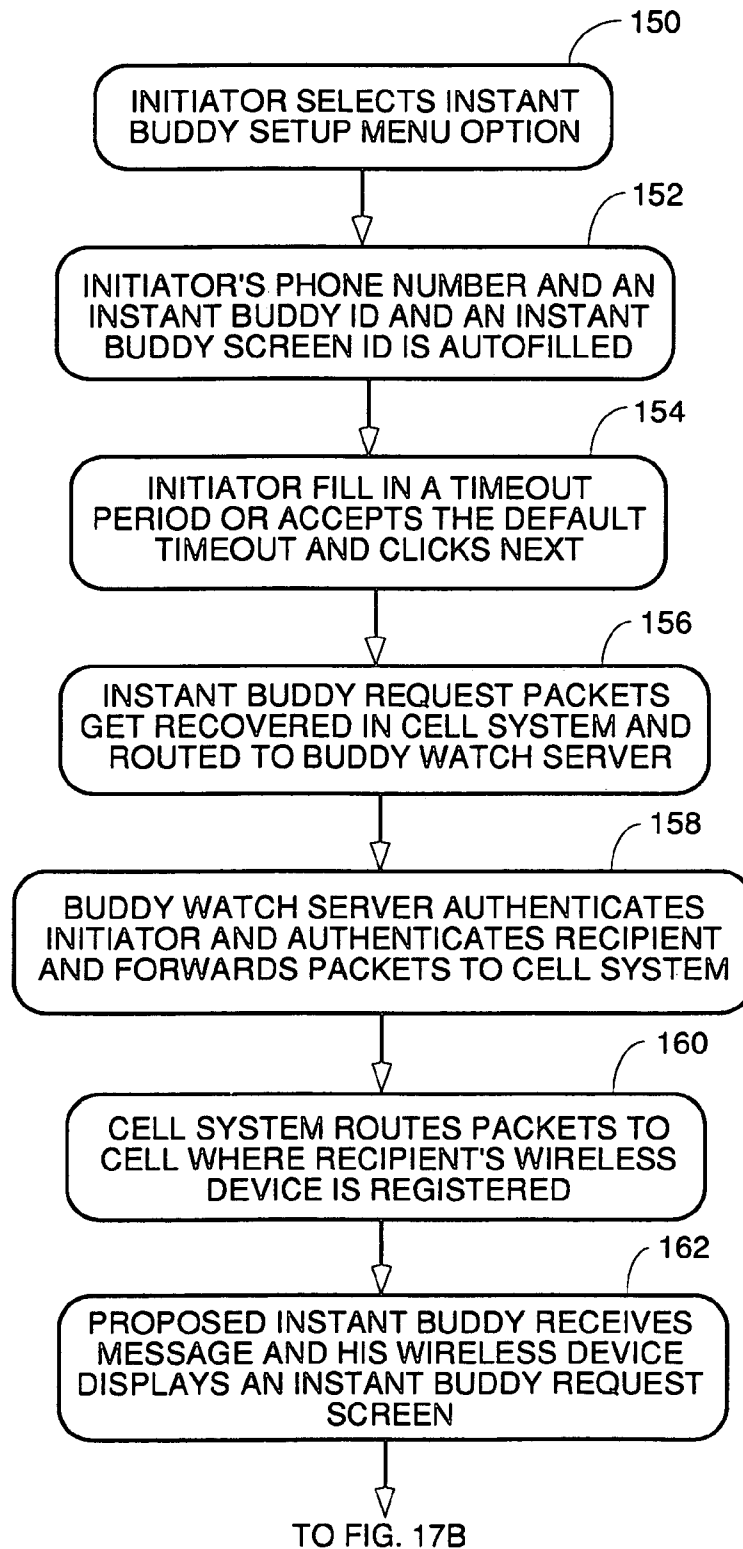 150
INITIATOR SELECTS INSTANT
BUDDY SETUP MENU OPTION
152
INITIATOR'S PHONE NUMBER AND AN
INSTANT BUDDY ID AND AN INSTANT
BUDDY SCREEN ID IS AUTOFILLED
154
INITIATOR FILL IN A TIMEOUT
PERIOD OR ACCEPTS THE DEFAULT
TIMEOUT AND CLICKS NEXT
156
INSTANT BUDDY REQUEST PACKETS
GET RECOVERED IN CELL SYSTEM AND
ROUTED TO BUDDY WATCH SERVER
158
BUDDY WATCH SERVER AUTHENTICATES
INITIATOR AND AUTHENTICATES RECIPIENT
AND FORWARDS PACKETS TO CELL SYSTEM
160
CELL SYSTEM ROUTES PACKETS TO
CELL WHERE RECIPIENT'S WIRELESS
DEVICE IS REGISTERED
162
PROPOSED INSTANT BUDDY RECEIVES
MESSAGE AND HIS WIRELESS DEVICE
DISPLAYS AN INSTANT BUDDY REQUEST
SCREEN
TO FIG. 17B